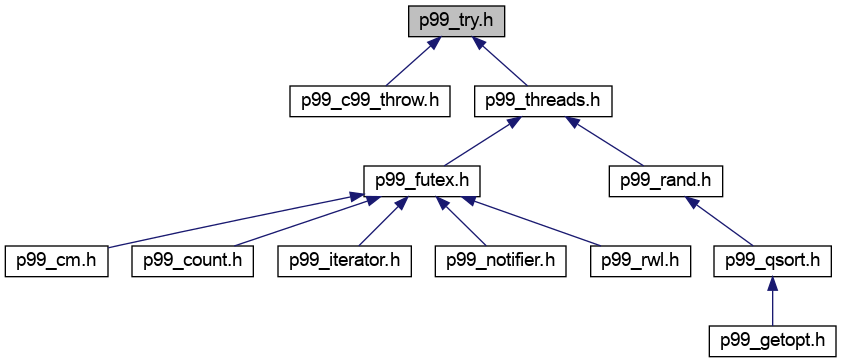 p99_try.h
p99_c99_throw.h
p99_threads.h
p99_futex.h
p99_rand.h
p99_cm.h
p99_count.h
p99_iterator.h
p99_notifier.h
p99_rwl.h
p99_qsort.h
p99_getopt.h